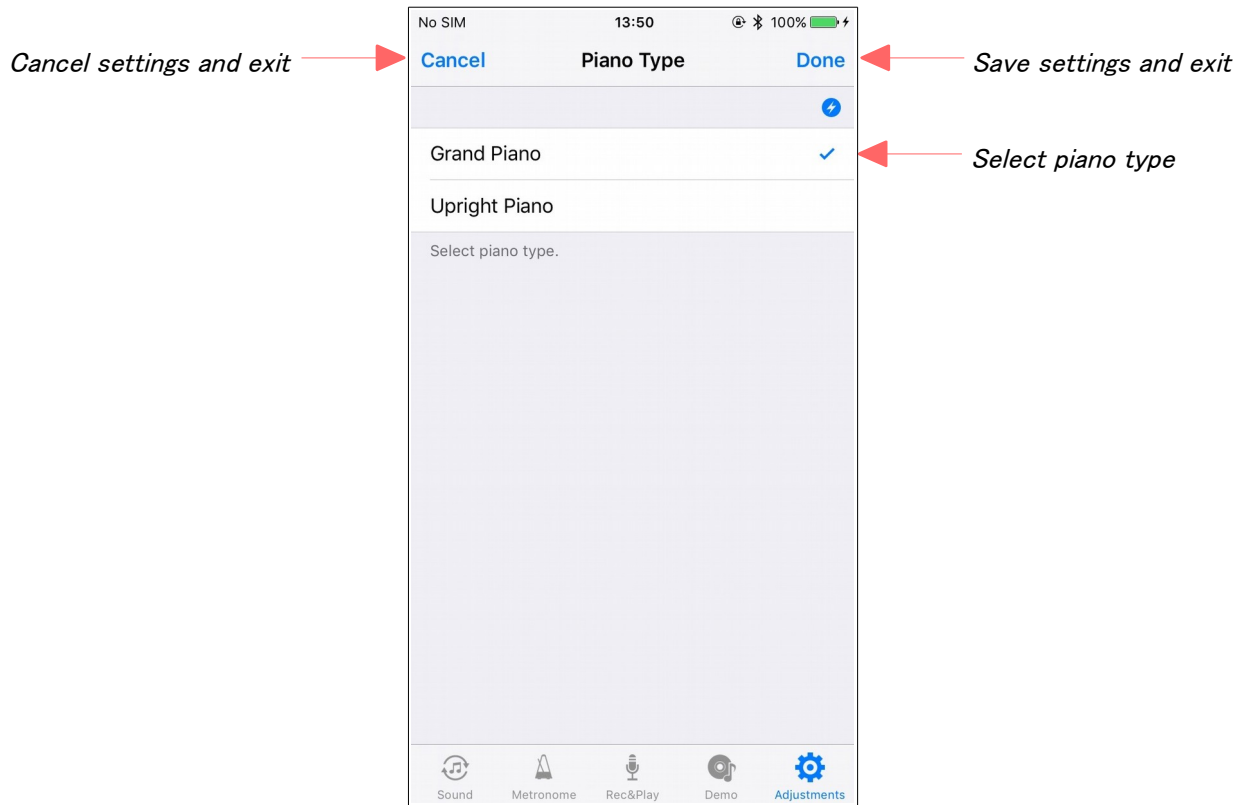 No SIM 13:50 100%
Cancel settings and exit
Cancel Piano Type Done
Save settings and exit
Grand Piano
Select piano type
Upright Piano
Select piano type.
Sound Metronome Rec&Play Demo Adjustments